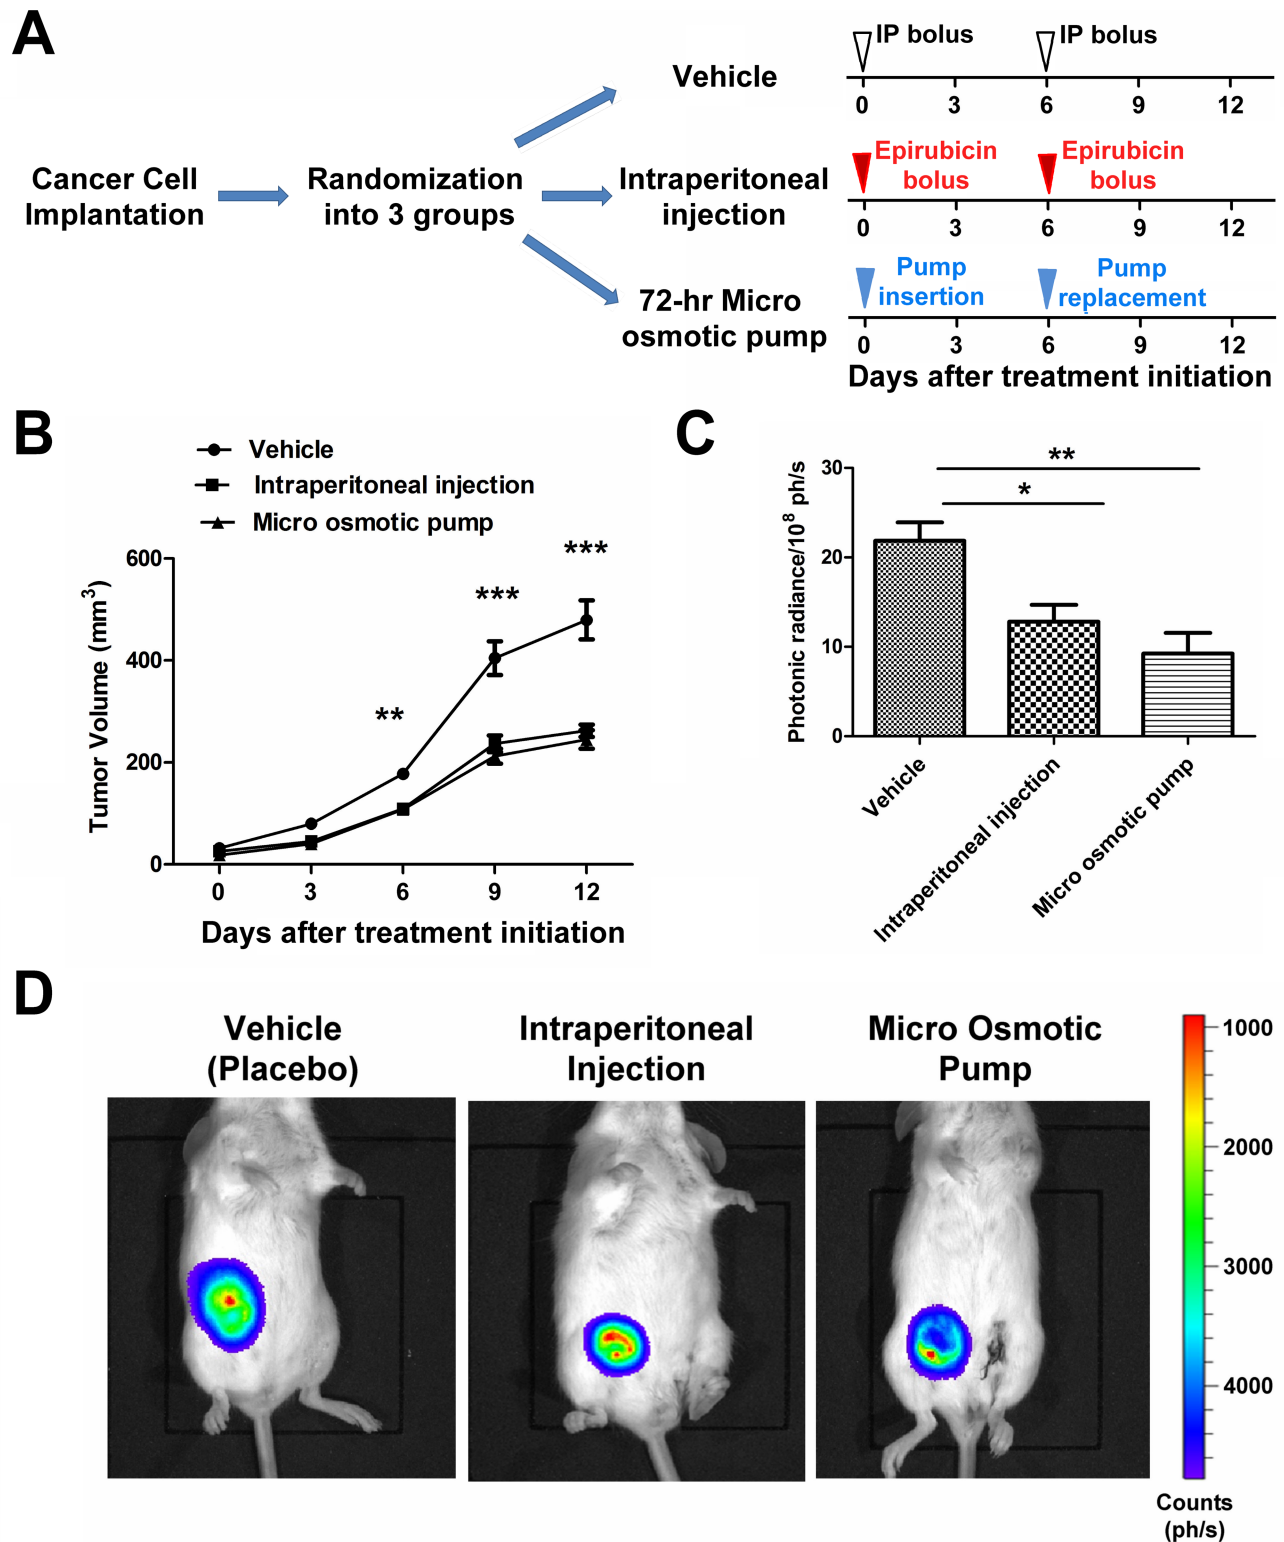 A
Cancer Cell
Implantation
Randomization
into 3 groups
Vehicle
IP bolus
IP bolus
0 3 6 9 12
Intraperitoneal
injection
Epirubicin
bolus
Epirubicin
bolus
0 3 6 9 12
72-hr Micro
osmotic pump
Pump
insertion
Pump
replacement
0 3 6 9 12
Days after treatment initiation
B
Vehicle
Intraperitoneal injection
Micro osmotic pump
Tumor Volume (mm³)
600
400
200
0
**
***
***
0 3 6 9 12
Days after treatment initiation
C
Photonic radiance/10⁸ ph/s
30
20
10
0
**
*
Vehicle
Intraperitoneal injection
Micro osmotic pump
D
Vehicle
(Placebo)
Intraperitoneal
Injection
Micro Osmotic
Pump
1000
2000
3000
4000
Counts
(ph/s)